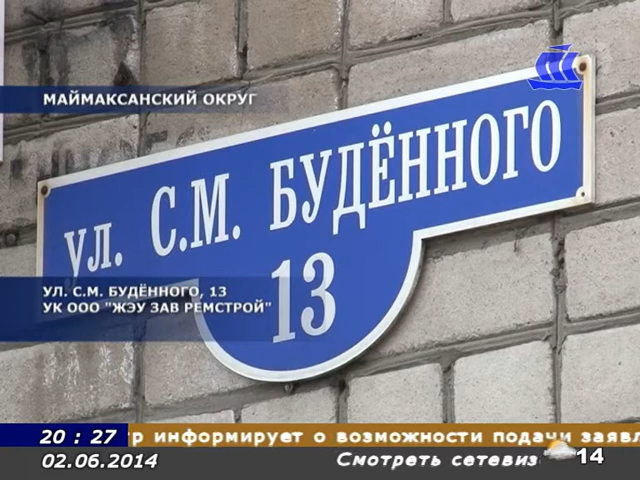 МАЙМАКСАНСКИЙ ОКРУГ
УЛ. С.М. БУДЁННОГО
13
УЛ. С.М. БУДЁННОГО, 13
УК ООО "ЖЭУ ЗАВ РЕМСТРОЙ"
20 : 27 информирует о возможности подачи
02.06.2014 Смотреть 14